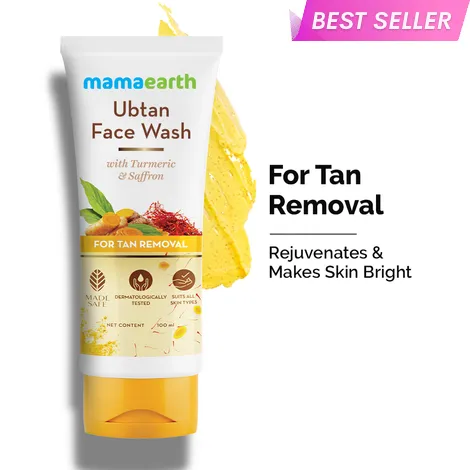 BEST SELLER
mamaearth
Ubtan
Face Wash
with Turmeric
& Saffron
FOR TAN REMOVAL
MADE
SAFE
DERMATOLOGICALLY
TESTED
SUITS ALL
SKIN TYPES
NET CONTENT 100 ml
For Tan
Removal
Rejuvenates &
Makes Skin Bright